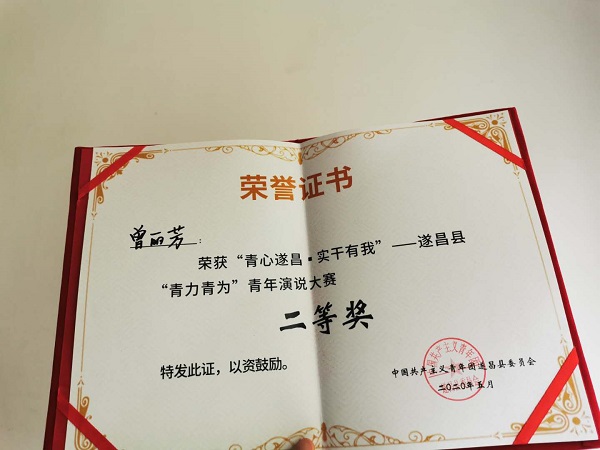 荣誉证书
曾丽芳：
荣获“青心遂昌·实干有我”——遂昌县
“青力青为”青年演说大赛
二等奖
特发此证，以资鼓励。
中国共产主义青年团遂昌县委员会
二〇二〇年五月